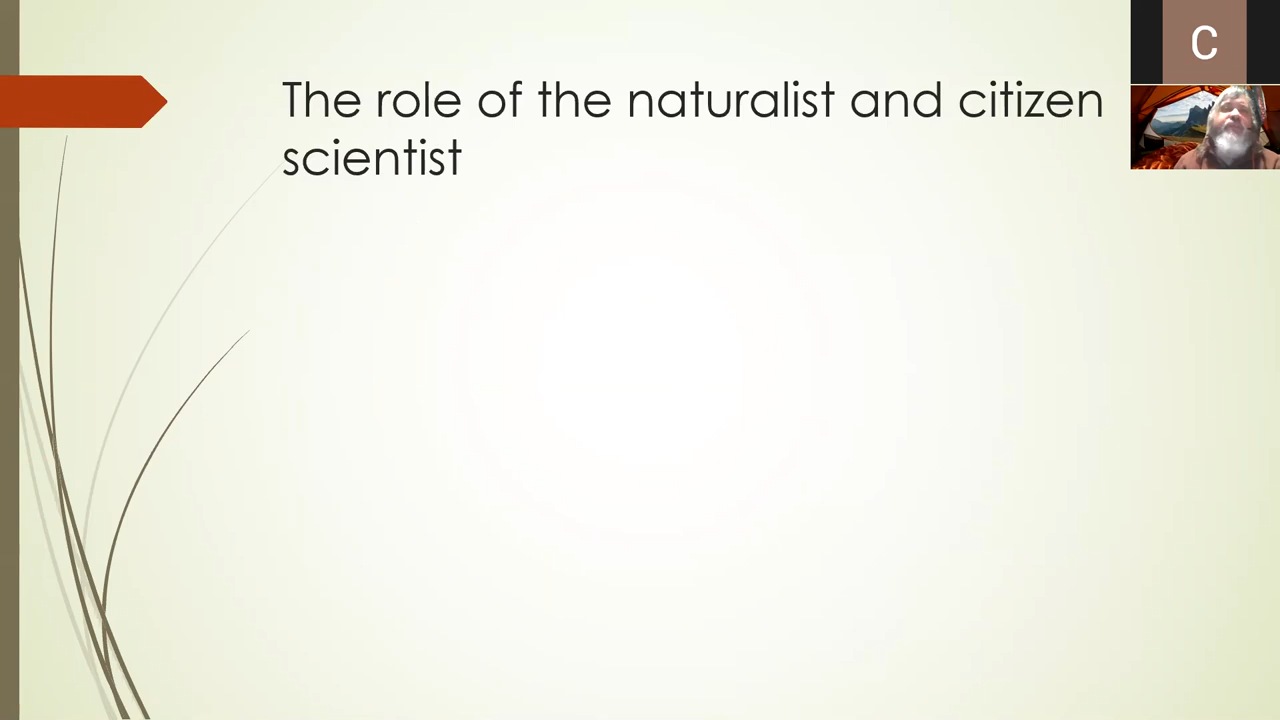 The role of the naturalist and citizen
scientist
C